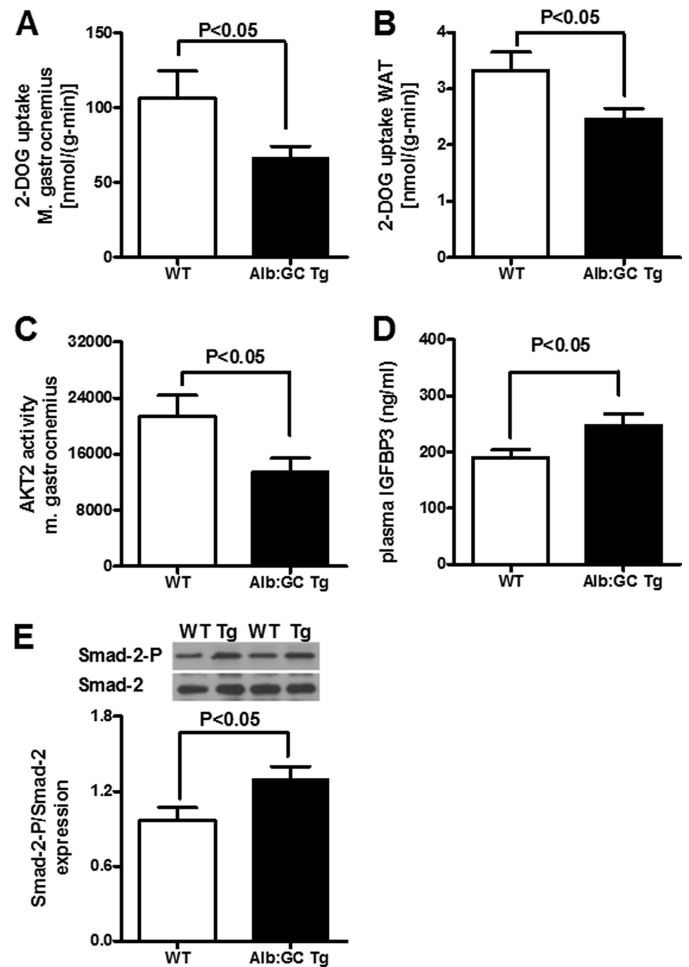 A
P<0.05
2-DOG uptake
M. gastrocnemius
[nmol/(g-min)]
150
100
50
0
WT
Alb:GC Tg
B
P<0.05
2-DOG uptake WAT
[nmol/(g-min)]
4
3
2
1
0
WT
Alb:GC Tg
C
P<0.05
AKT2 activity
m. gastrocnemius
32000
24000
16000
8000
0
WT
Alb:GC Tg
D
P<0.05
plasma IGFBP3 (ng/ml)
400
300
200
100
0
WT
Alb:GC Tg
E
WT Tg WT Tg
Smad-2-P
Smad-2
P<0.05
Smad-2-P/Smad-2
expression
1.8
1.2
0.6
0.0
WT
Alb:GC Tg